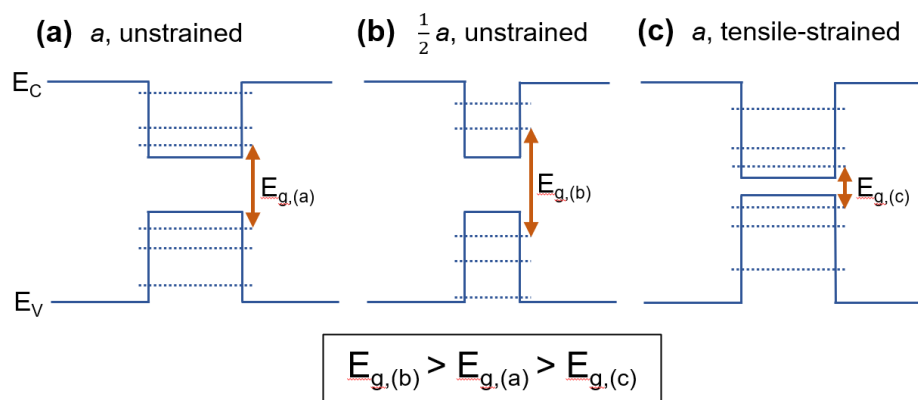 (a) a, unstrained
(b) 1/2 a, unstrained
(c) a, tensile-strained
E_C
E_g,(a)
E_g,(b)
E_g,(c)
E_V
E_g,(b) > E_g,(a) > E_g,(c)